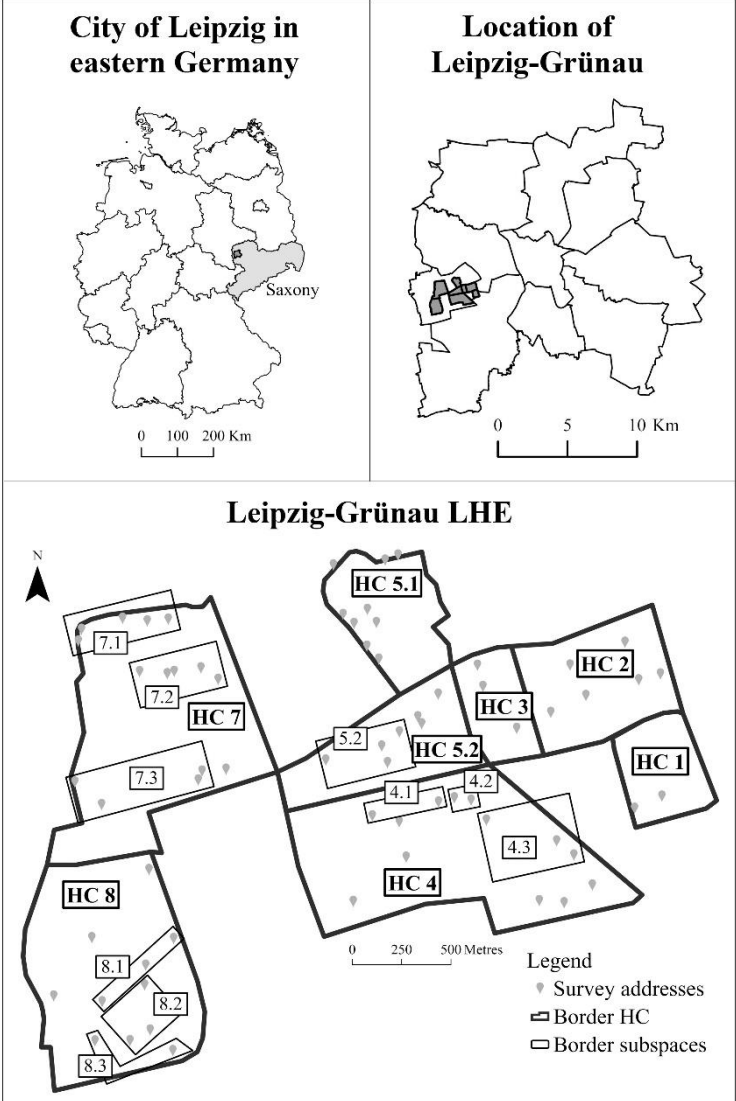 City of Leipzig in
eastern Germany
Saxony
0 100 200 Km
Location of
Leipzig-Grünau
0 5 10 Km
Leipzig-Grünau LHE
N
HC 5.1
7.1
HC 2
7.2
HC 7
HC 3
5.2
HC 5.2
HC 1
7.3
4.2
4.1
4.3
HC 4
HC 8
0 250 500 Metres
8.1
8.2
8.3
Legend
Survey addresses
Border HC
Border subspaces